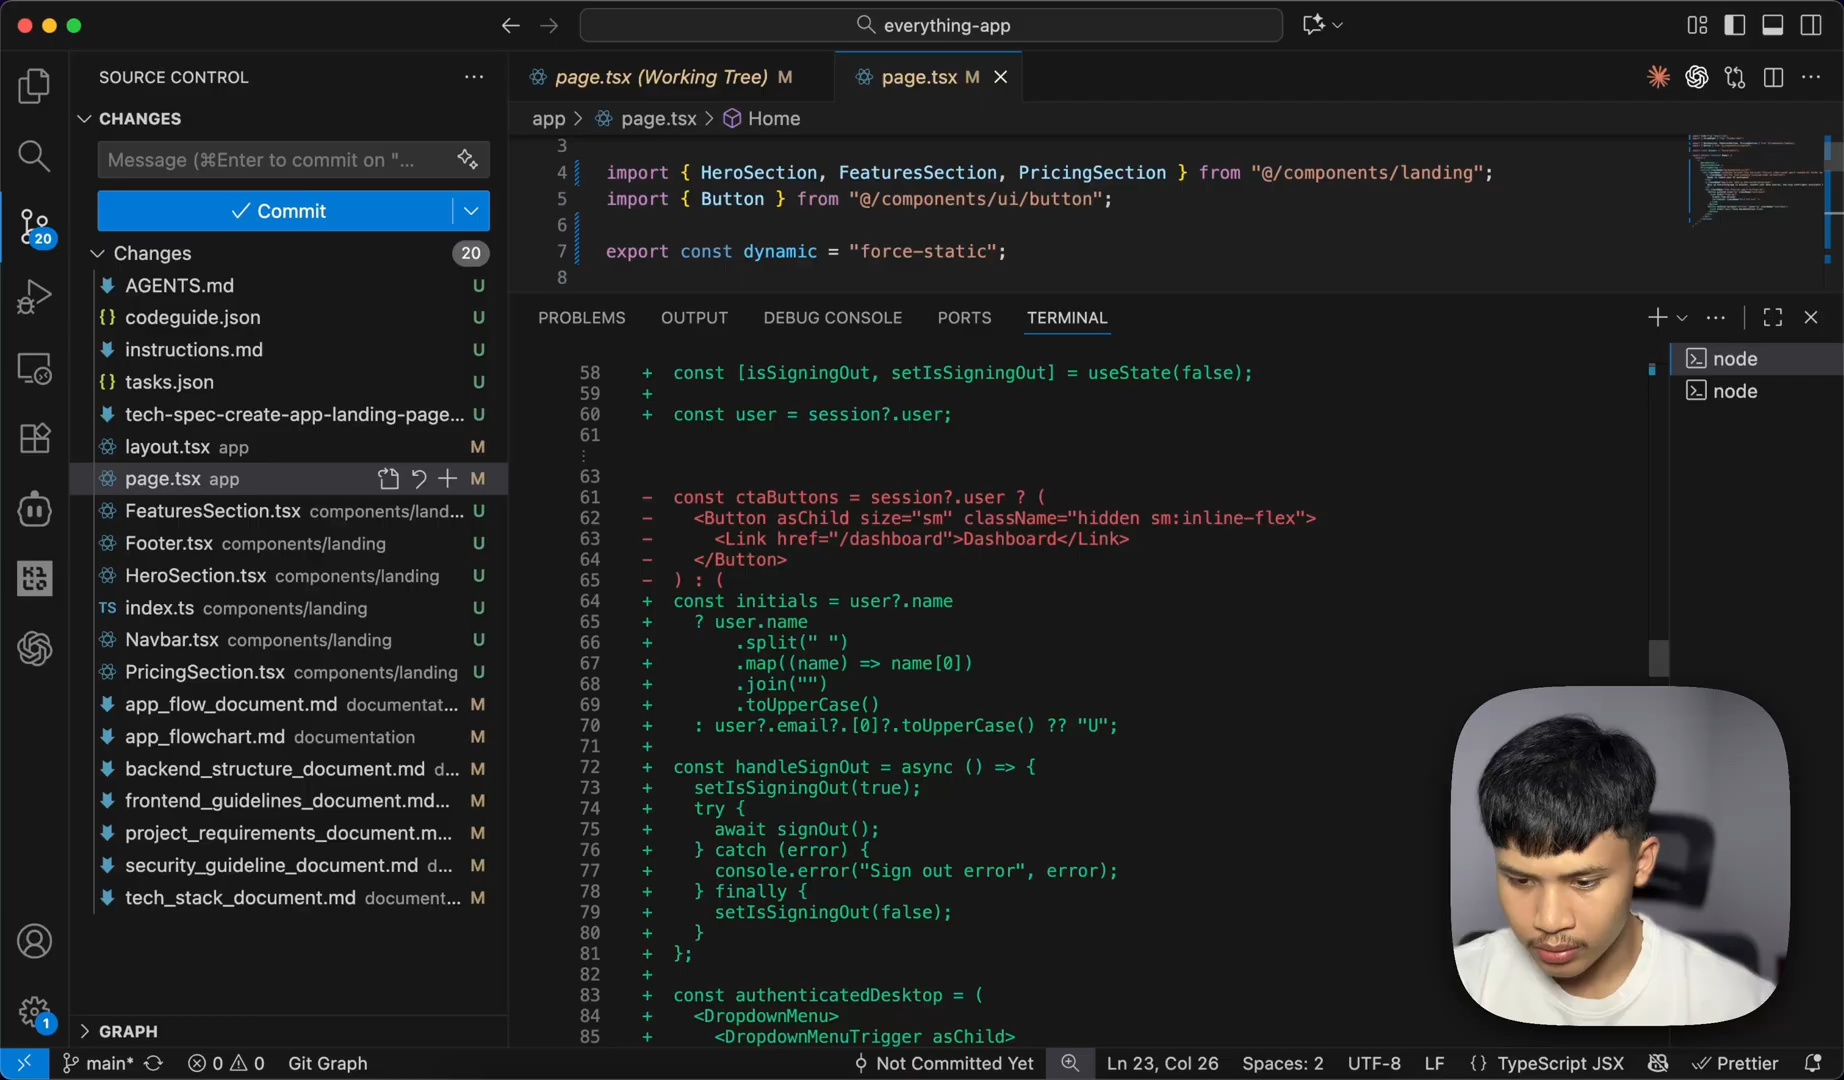 everything-app
SOURCE CONTROL
CHANGES
Message (⌘Enter to commit on "...
Commit
20
Changes
20
AGENTS.md U
{} codeguide.json U
instructions.md U
{} tasks.json U
tech-spec-create-app-landing-page... U
layout.tsx app M
page.tsx app M
FeaturesSection.tsx components/land... U
Footer.tsx components/landing U
HeroSection.tsx components/landing U
TS index.ts components/landing U
Navbar.tsx components/landing U
PricingSection.tsx components/landing U
app_flow_document.md documentat... M
app_flowchart.md documentation M
backend_structure_document.md d... M
frontend_guidelines_document.md... M
project_requirements_document.m... M
security_guideline_document.md d... M
tech_stack_document.md document... M
1
GRAPH
page.tsx (Working Tree) M
page.tsx M
app > page.tsx > Home
3
4 import { HeroSection, FeaturesSection, PricingSection } from "@/components/landing";
5 import { Button } from "@/components/ui/button";
6
7 export const dynamic = "force-static";
8
PROBLEMS OUTPUT DEBUG CONSOLE PORTS TERMINAL
node
node
58 + const [isSigningOut, setIsSigningOut] = useState(false);
59 +
60 + const user = session?.user;
61
⋮
63
61 - const ctaButtons = session?.user ? (
62 - <Button asChild size="sm" className="hidden sm:inline-flex">
63 - <Link href="/dashboard">Dashboard</Link>
64 - </Button>
65 - ) : (
64 + const initials = user?.name
65 + ? user.name
66 + .split(" ")
67 + .map((name) => name[0])
68 + .join("")
69 + .toUpperCase()
70 + : user?.email?.[0]?.toUpperCase() ?? "U";
71 +
72 + const handleSignOut = async () => {
73 + setIsSigningOut(true);
74 + try {
75 + await signOut();
76 + } catch (error) {
77 + console.error("Sign out error", error);
78 + } finally {
79 + setIsSigningOut(false);
80 + }
81 + };
82 +
83 + const authenticatedDesktop = (
84 + <DropdownMenu>
85 + <DropdownMenuTrigger asChild>
main* 0 0 Git Graph Not Committed Yet Ln 23, Col 26 Spaces: 2 UTF-8 LF {} TypeScript JSX Prettier